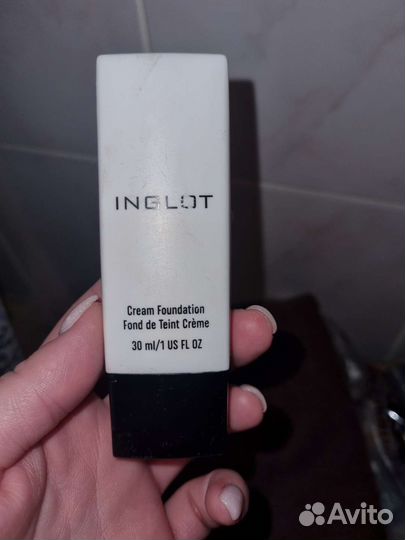 INGLOT
Cream Foundation
Fond de Teint Crème
30 ml/1 US FL OZ
Avito